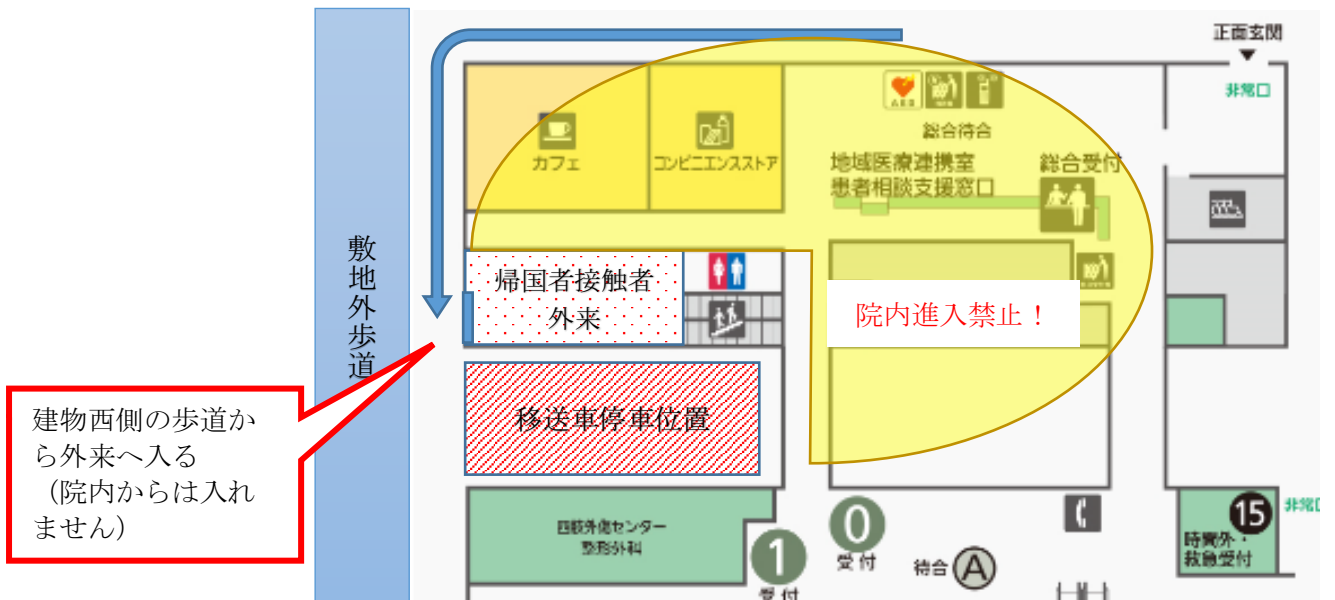 正面玄関
非常口
AED
総合待合
カフェ
コンビニエンスストア
地域医療連携室
患者相談支援窓口
総合受付
敷地外歩道
帰国者接触者
外来
院内進入禁止！
移送車停車位置
建物西側の歩道か
ら外来へ入る
（院内からは入れ
ません）
四肢外傷センター
整形外科
1
受付
0
受付
待合 A
15
時間外・
救急受付
非常口